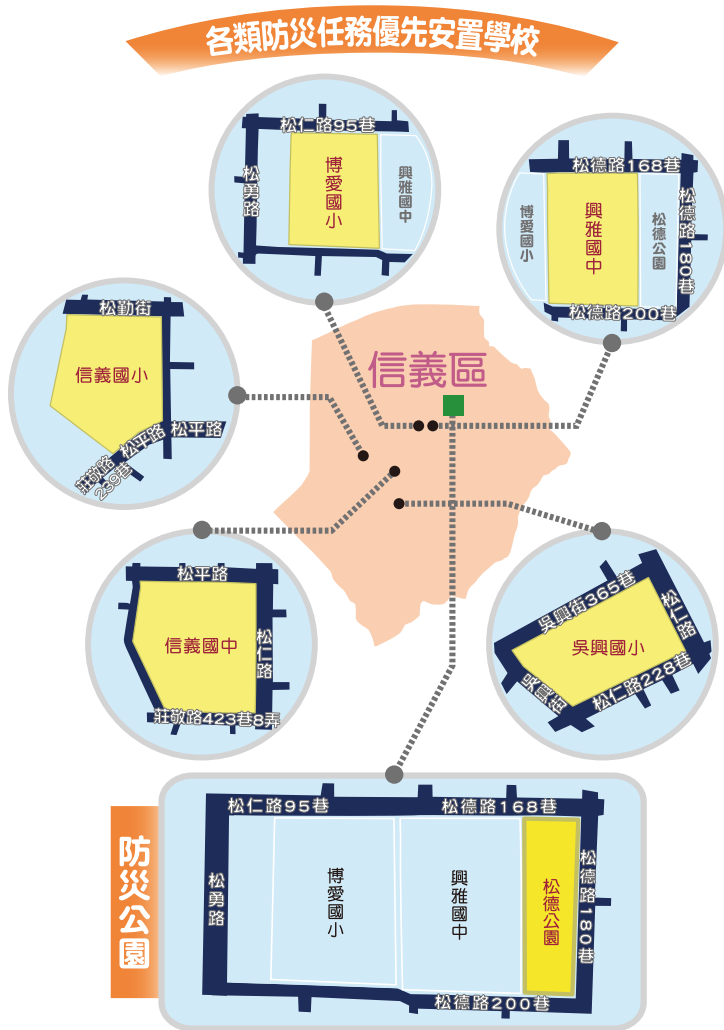 各類防災任務優先安置學校
松仁路95巷
松勇路
博愛國小
興雅國中
松德路168巷
博愛國小
興雅國中
松德公園
松德路180巷
松德路200巷
松勤街
信義國小
松平路
松平路
莊敬路
239巷
信義區
松平路
信義國中
松仁路
莊敬路423巷8弄
吳興街365巷
松仁路
吳興國小
吳興街
松仁路228巷
防災公園
松仁路95巷
松德路168巷
松勇路
博愛國小
興雅國中
松德公園
松德路180巷
松德路200巷